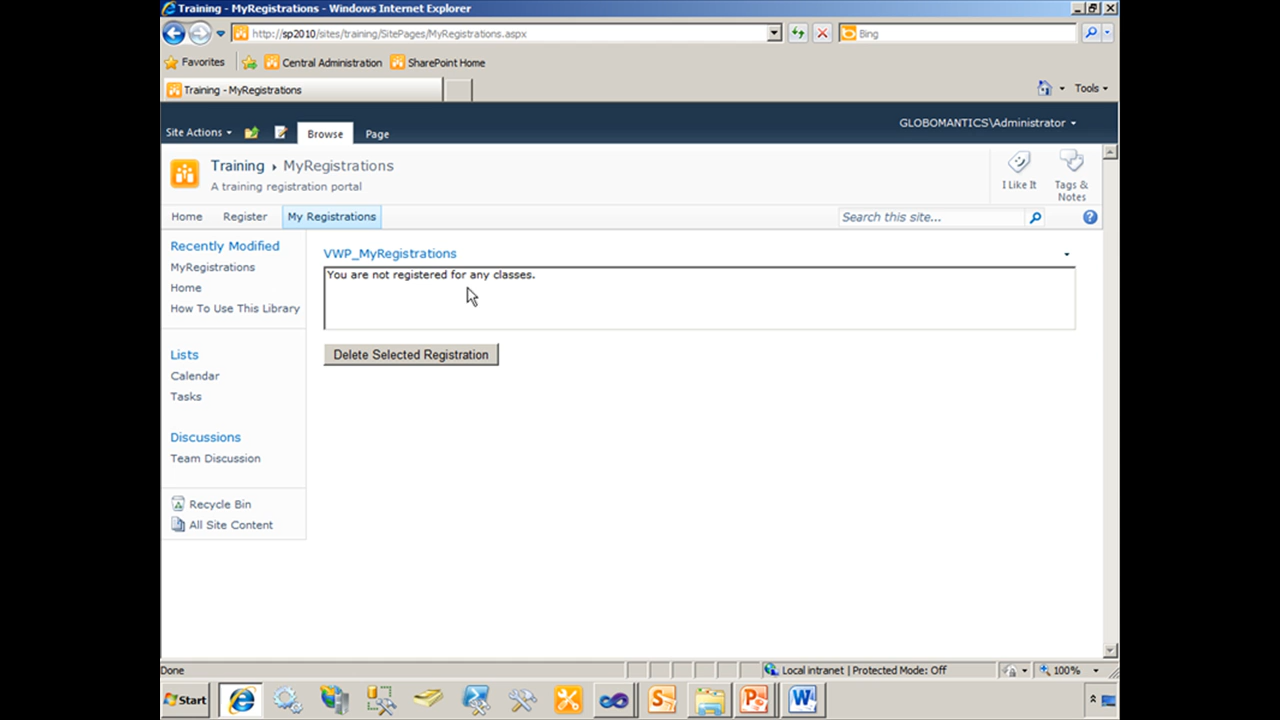 Training - MyRegistrations - Windows Internet Explorer
http://sp2010/sites/training/SitePages/MyRegistrations.aspx
Bing
Favorites
Central Administration
SharePoint Home
Training - MyRegistrations
Tools
GLOBOMANTICS\Administrator
Site Actions
Browse
Page
Training
MyRegistrations
A training registration portal
I Like It
Tags &
Notes
Home
Register
My Registrations
Search this site...
Recently Modified
MyRegistrations
Home
How To Use This Library
Lists
Calendar
Tasks
Discussions
Team Discussion
Recycle Bin
All Site Content
VWP_MyRegistrations
You are not registered for any classes.
Delete Selected Registration
Done
Local intranet | Protected Mode: Off
100%
Start